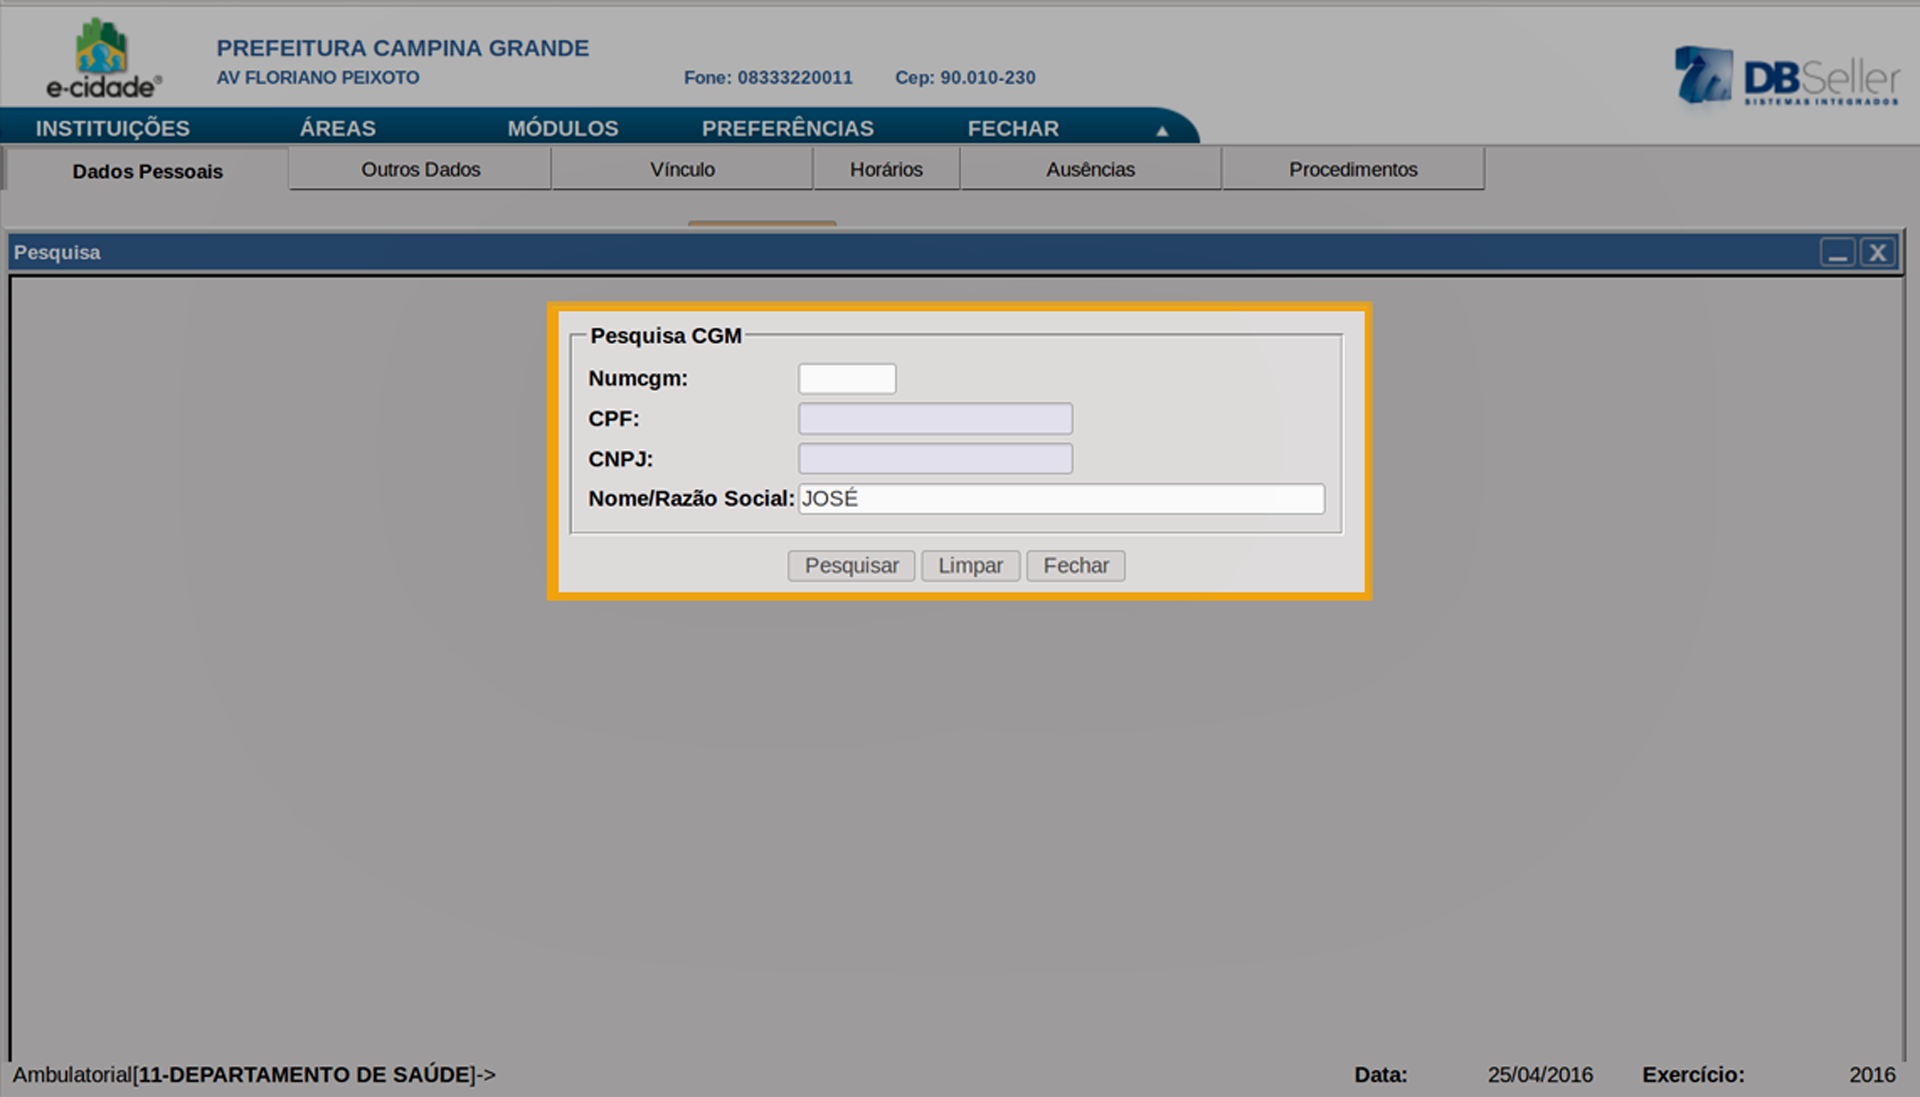 e-cidade®
PREFEITURA CAMPINA GRANDE
AV FLORIANO PEIXOTO
Fone: 08333220011
Cep: 90.010-230
DBSeller
SISTEMAS INTEGRADOS
INSTITUIÇÕES ÁREAS MÓDULOS PREFERÊNCIAS FECHAR ▲
Dados Pessoais Outros Dados Vínculo Horários Ausências Procedimentos
Pesquisa
X
Pesquisa CGM
Numcgm:
CPF:
CNPJ:
Nome/Razão Social: JOSÉ
Pesquisar Limpar Fechar
Ambulatorial[11-DEPARTAMENTO DE SAÚDE]-> Data: 25/04/2016 Exercício: 2016